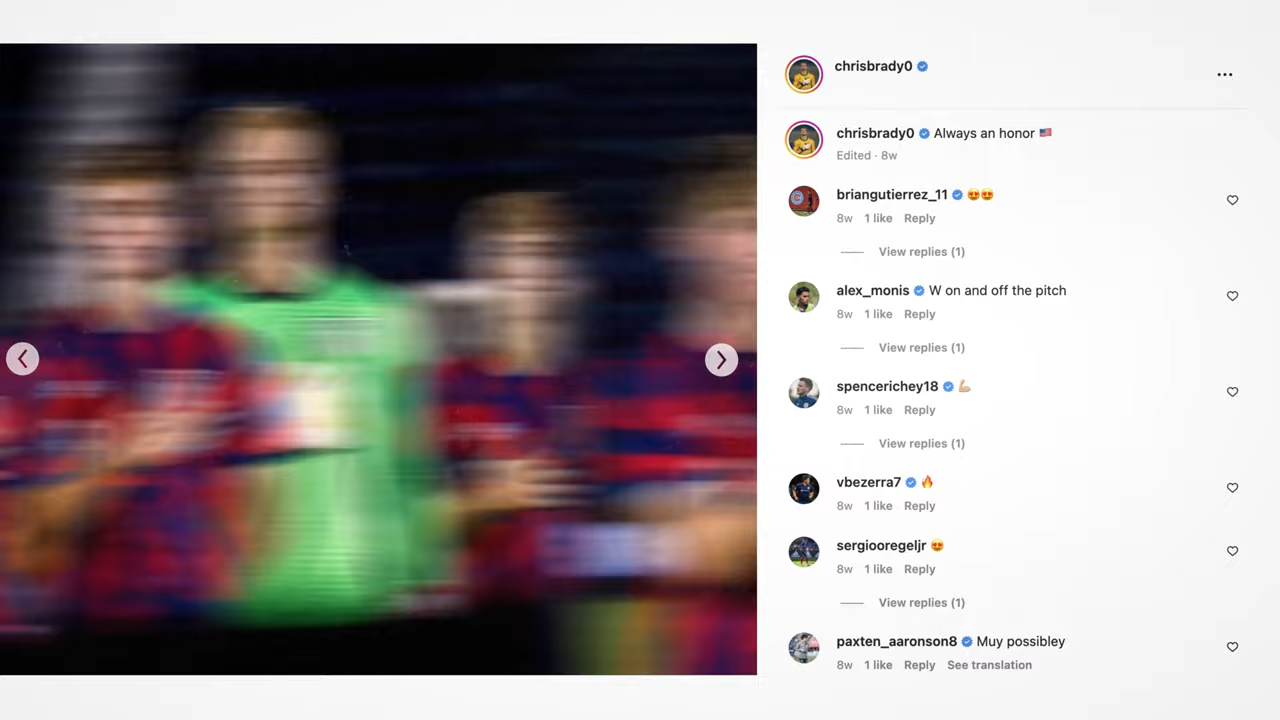 chrisbrady0
chrisbrady0 Always an honor 🇺🇸
Edited · 8w
briangutierrez_11 😍😍
8w 1 like Reply
View replies (1)
alex_monis W on and off the pitch
8w 1 like Reply
View replies (1)
spencerichey18 💪🏼
8w 1 like Reply
View replies (1)
vbezerra7 🔥
8w 1 like Reply
sergiooregeljr 😍
8w 1 like Reply
View replies (1)
paxten_aaronson8 Muy possibley
8w 1 like Reply See translation